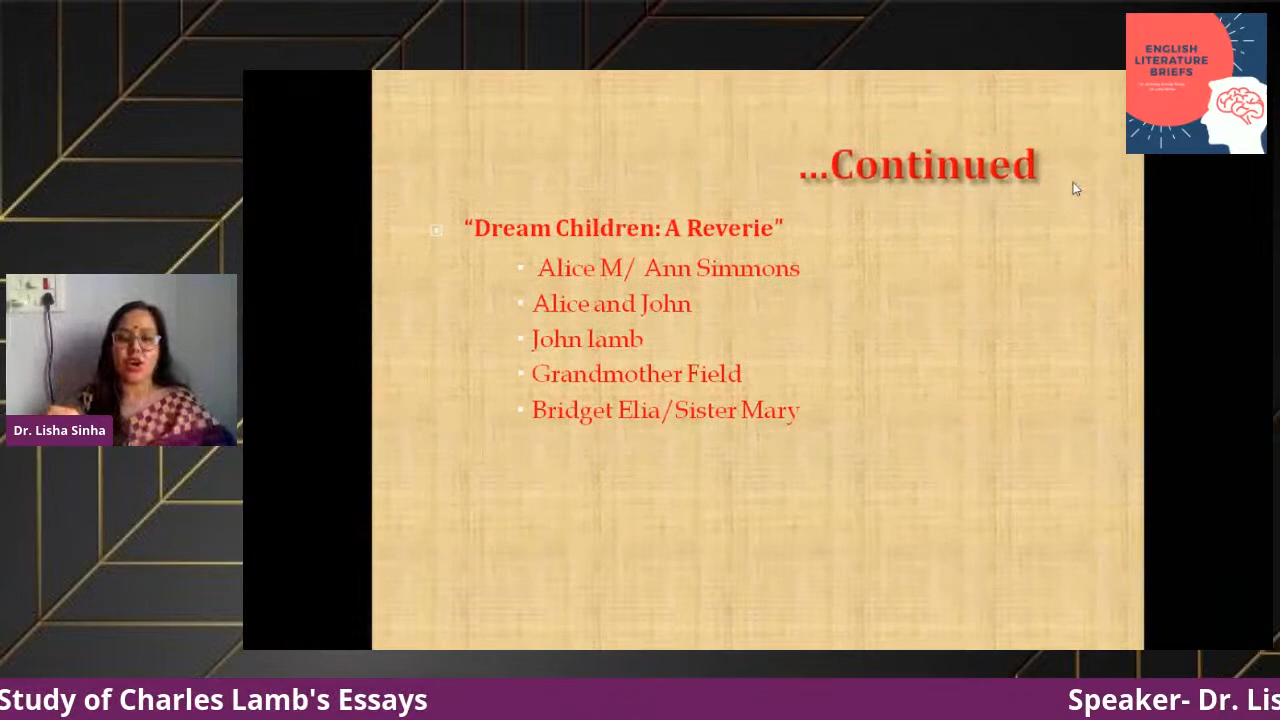 ENGLISH
LITERATURE
BRIEFS
...Continued
“Dream Children: A Reverie”
Alice M/ Ann Simmons
Alice and John
John lamb
Grandmother Field
Bridget Elia/Sister Mary
Dr. Lisha Sinha
Study of Charles Lamb's Essays
Speaker- Dr. Lis